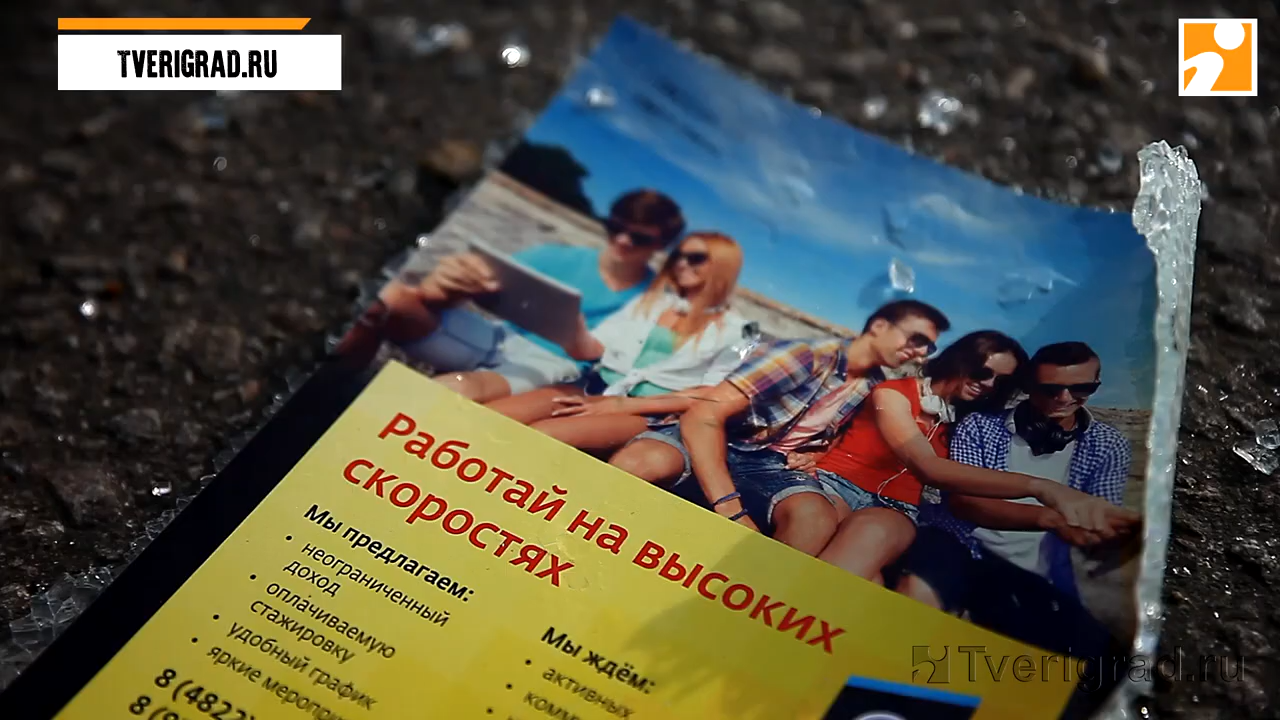 TVERIGRAD.RU
Работай на высоких
скоростях
Мы предлагаем:
• неограниченный
доход
• оплачиваемую
стажировку
• удобный график
• яркие
8 (4822)
8
Мы ждём:
• активных
•
Tverigrad.ru